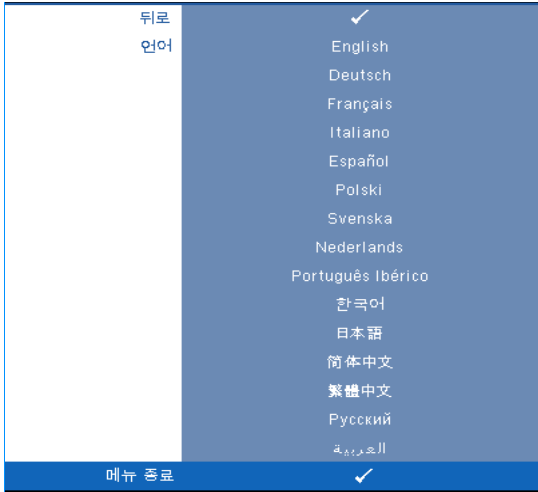 뒤로 ✓
언어 English
Deutsch
Français
Italiano
Español
Polski
Svenska
Nederlands
Português Ibérico
한국어
日本語
简体中文
繁體中文
Русский
العربية
메뉴 종료 ✓